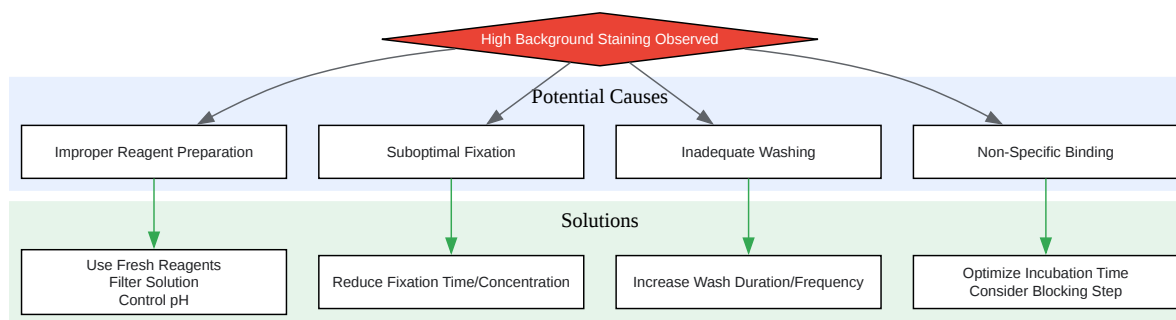 High Background Staining Observed
Potential Causes
Improper Reagent Preparation
Suboptimal Fixation
Inadequate Washing
Non-Specific Binding
Solutions
Use Fresh Reagents
Filter Solution
Control pH
Reduce Fixation Time/Concentration
Increase Wash Duration/Frequency
Optimize Incubation Time
Consider Blocking Step